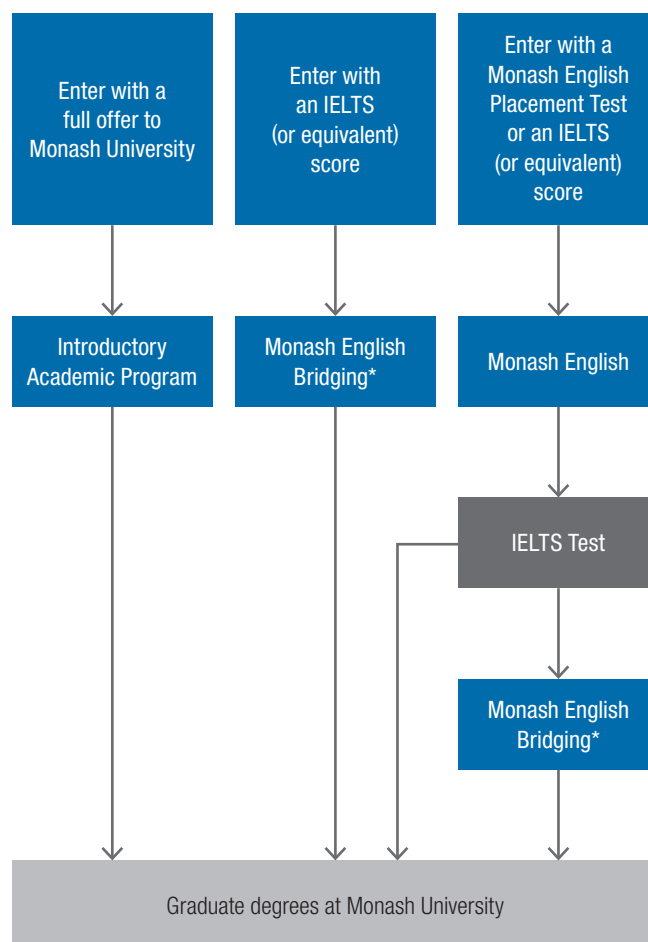 Enter with a
full offer to
Monash University
Enter with
an IELTS
(or equivalent)
score
Enter with a
Monash English
Placement Test
or an IELTS
(or equivalent)
score
Introductory
Academic Program
Monash English
Bridging*
Monash English
IELTS Test
Monash English
Bridging*
Graduate degrees at Monash University